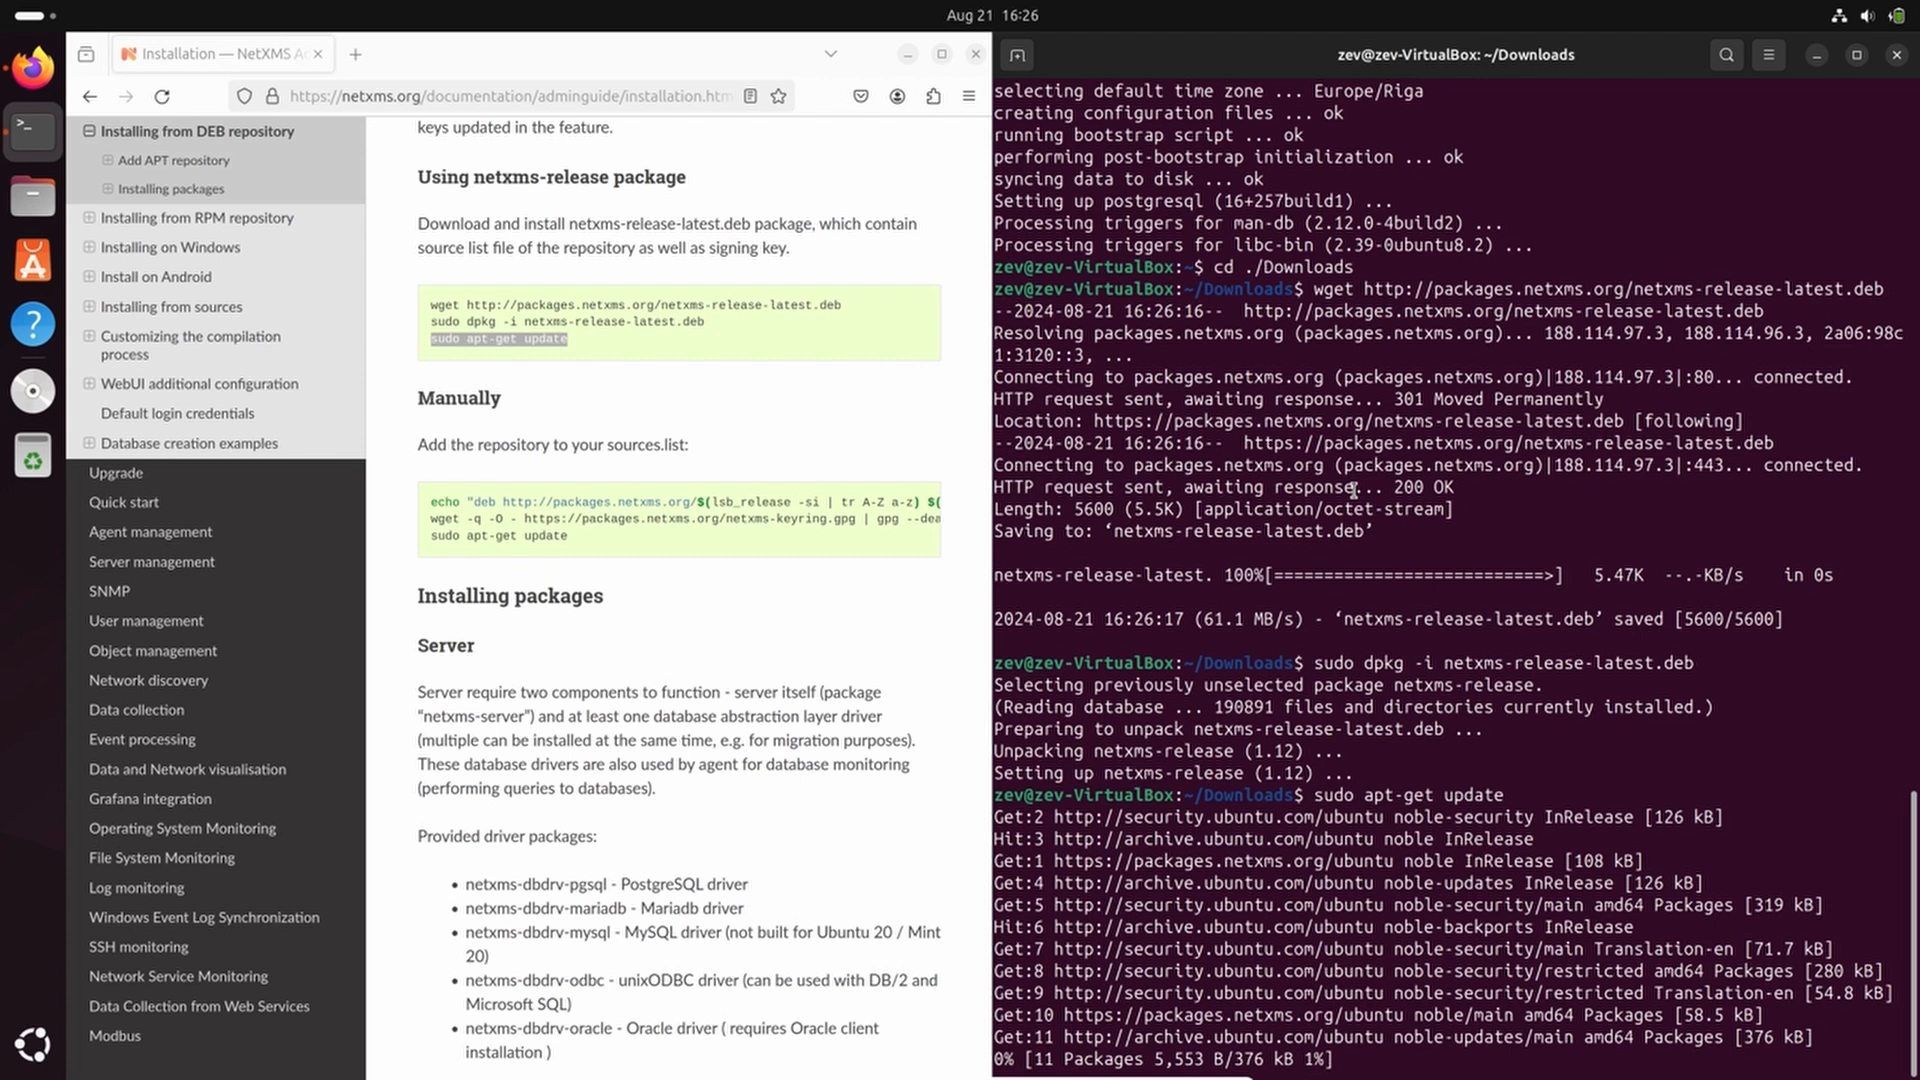 Aug 21 16:26
Installation — NetXMS Ac
https://netxms.org/documentation/adminguide/installation.htm
Installing from DEB repository
Add APT repository
Installing packages
Installing from RPM repository
Installing on Windows
Install on Android
Installing from sources
Customizing the compilation
process
WebUI additional configuration
Default login credentials
Database creation examples
Upgrade
Quick start
Agent management
Server management
SNMP
User management
Object management
Network discovery
Data collection
Event processing
Data and Network visualisation
Grafana integration
Operating System Monitoring
File System Monitoring
Log monitoring
Windows Event Log Synchronization
SSH monitoring
Network Service Monitoring
Data Collection from Web Services
Modbus
keys updated in the feature.
Using netxms-release package
Download and install netxms-release-latest.deb package, which contain
source list file of the repository as well as signing key.
wget http://packages.netxms.org/netxms-release-latest.deb
sudo dpkg -i netxms-release-latest.deb
sudo apt-get update
Manually
Add the repository to your sources.list:
echo "deb http://packages.netxms.org/$(lsb_release -si | tr A-Z a-z) $(
wget -q -O - https://packages.netxms.org/netxms-keyring.gpg | gpg --dea
sudo apt-get update
Installing packages
Server
Server require two components to function - server itself (package
“netxms-server”) and at least one database abstraction layer driver
(multiple can be installed at the same time, e.g. for migration purposes).
These database drivers are also used by agent for database monitoring
(performing queries to databases).
Provided driver packages:
• netxms-dbdrv-pgsql - PostgreSQL driver
• netxms-dbdrv-mariadb - Mariadb driver
• netxms-dbdrv-mysql - MySQL driver (not built for Ubuntu 20 / Mint
20)
• netxms-dbdrv-odbc - unixODBC driver (can be used with DB/2 and
Microsoft SQL)
• netxms-dbdrv-oracle - Oracle driver ( requires Oracle client
installation )
zev@zev-VirtualBox: ~/Downloads
selecting default time zone ... Europe/Riga
creating configuration files ... ok
running bootstrap script ... ok
performing post-bootstrap initialization ... ok
syncing data to disk ... ok
Setting up postgresql (16+257build1) ...
Processing triggers for man-db (2.12.0-4build2) ...
Processing triggers for libc-bin (2.39-0ubuntu8.2) ...
zev@zev-VirtualBox:~$ cd ./Downloads
zev@zev-VirtualBox:~/Downloads$ wget http://packages.netxms.org/netxms-release-latest.deb
--2024-08-21 16:26:16--  http://packages.netxms.org/netxms-release-latest.deb
Resolving packages.netxms.org (packages.netxms.org)... 188.114.97.3, 188.114.96.3, 2a06:98c
1:3120::3, ...
Connecting to packages.netxms.org (packages.netxms.org)|188.114.97.3|:80... connected.
HTTP request sent, awaiting response... 301 Moved Permanently
Location: https://packages.netxms.org/netxms-release-latest.deb [following]
--2024-08-21 16:26:16--  https://packages.netxms.org/netxms-release-latest.deb
Connecting to packages.netxms.org (packages.netxms.org)|188.114.97.3|:443... connected.
HTTP request sent, awaiting response... 200 OK
Length: 5600 (5.5K) [application/octet-stream]
Saving to: ‘netxms-release-latest.deb’
netxms-release-latest. 100%[===========================>]   5.47K  --.-KB/s    in 0s
2024-08-21 16:26:17 (61.1 MB/s) - ‘netxms-release-latest.deb’ saved [5600/5600]
zev@zev-VirtualBox:~/Downloads$ sudo dpkg -i netxms-release-latest.deb
Selecting previously unselected package netxms-release.
(Reading database ... 190891 files and directories currently installed.)
Preparing to unpack netxms-release-latest.deb ...
Unpacking netxms-release (1.12) ...
Setting up netxms-release (1.12) ...
zev@zev-VirtualBox:~/Downloads$ sudo apt-get update
Get:2 http://security.ubuntu.com/ubuntu noble-security InRelease [126 kB]
Hit:3 http://archive.ubuntu.com/ubuntu noble InRelease
Get:1 https://packages.netxms.org/ubuntu noble InRelease [108 kB]
Get:4 http://archive.ubuntu.com/ubuntu noble-updates InRelease [126 kB]
Get:5 http://security.ubuntu.com/ubuntu noble-security/main amd64 Packages [319 kB]
Hit:6 http://archive.ubuntu.com/ubuntu noble-backports InRelease
Get:7 http://security.ubuntu.com/ubuntu noble-security/main Translation-en [71.7 kB]
Get:8 http://security.ubuntu.com/ubuntu noble-security/restricted amd64 Packages [280 kB]
Get:9 http://security.ubuntu.com/ubuntu noble-security/restricted Translation-en [54.8 kB]
Get:10 https://packages.netxms.org/ubuntu noble/main amd64 Packages [58.5 kB]
Get:11 http://archive.ubuntu.com/ubuntu noble-updates/main amd64 Packages [376 kB]
0% [11 Packages 5,553 B/376 kB 1%]